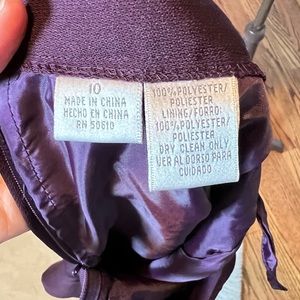 10
MADE IN CHINA
HECHO EN CHINA
RN 50610
100%POLYESTER/
POLIESTER
LINING/FORRO:
100%POLYESTER/
POLIESTER
DRY CLEAN ONLY
VER AL DORSO PARA
CUIDADO